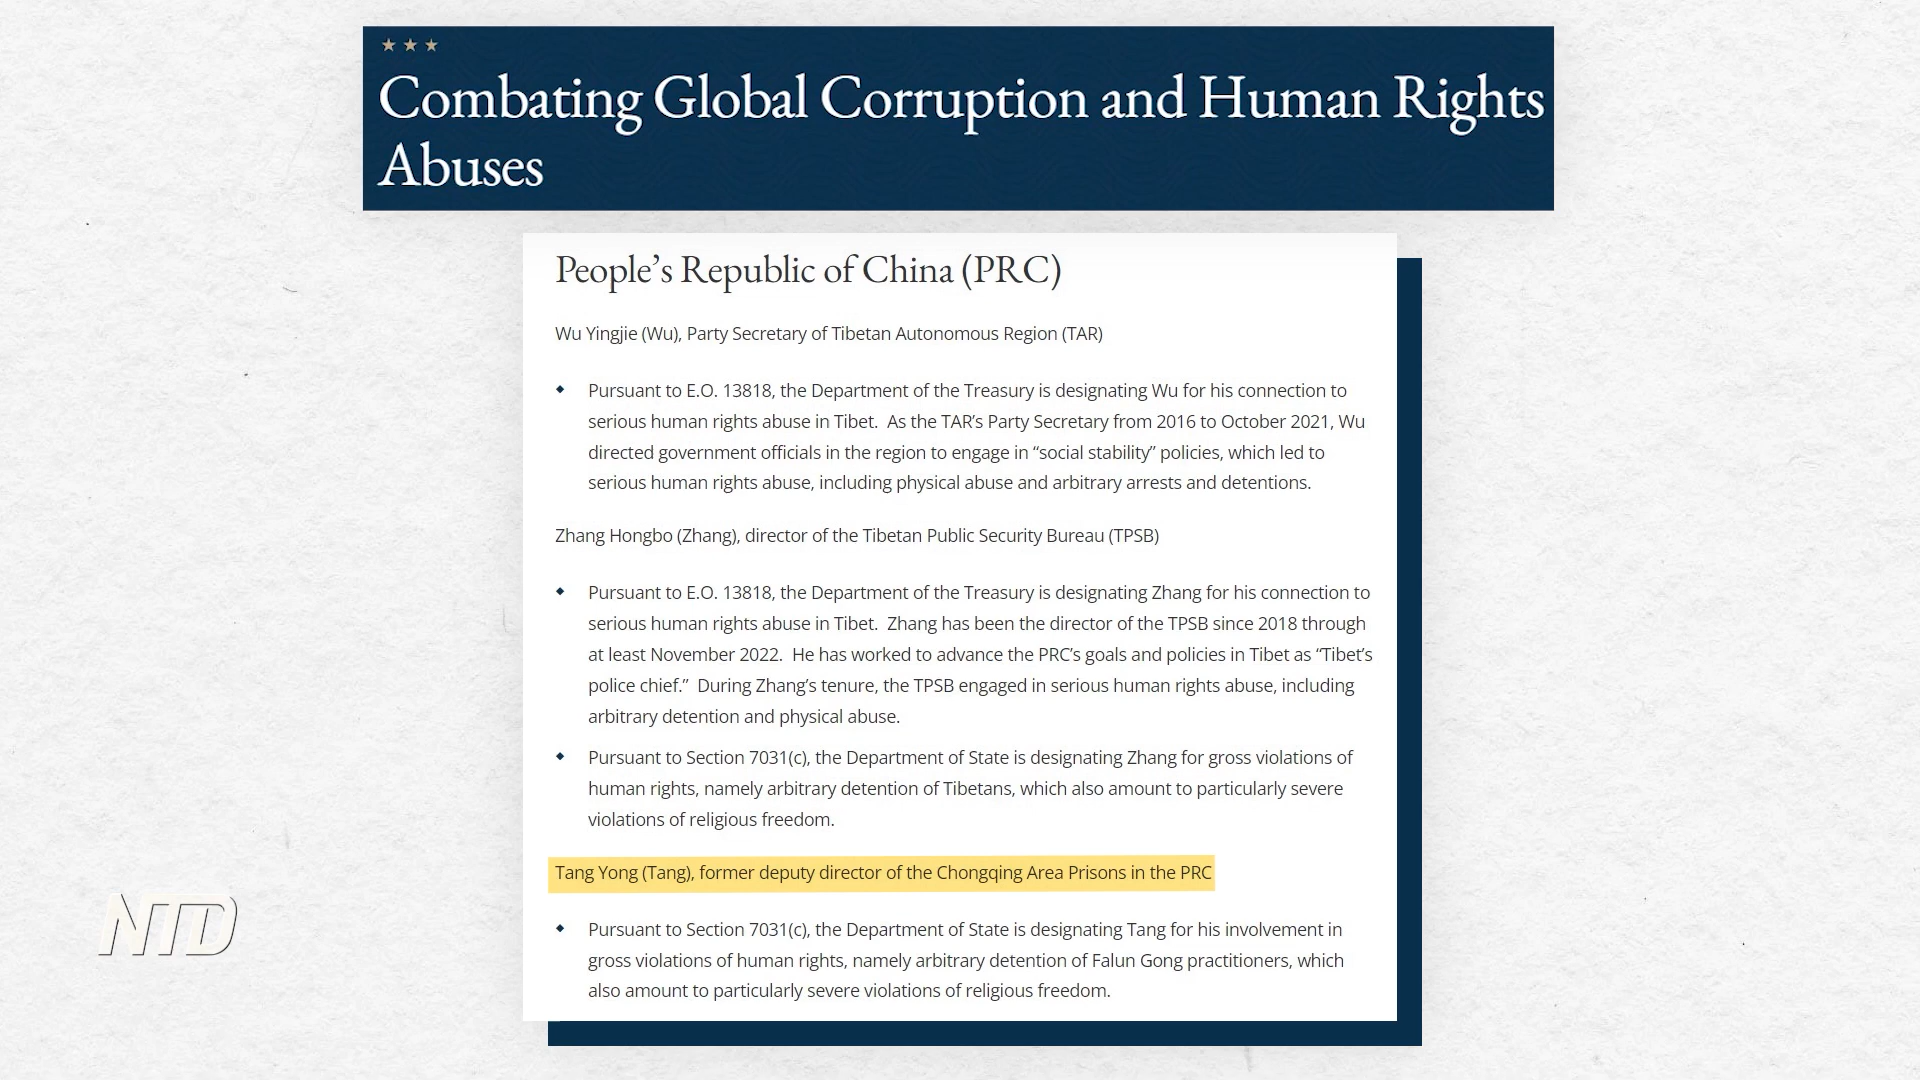 Combating Global Corruption and Human Rights
Abuses
People’s Republic of China (PRC)
Wu Yingjie (Wu), Party Secretary of Tibetan Autonomous Region (TAR)
Pursuant to E.O. 13818, the Department of the Treasury is designating Wu for his connection to
serious human rights abuse in Tibet.  As the TAR’s Party Secretary from 2016 to October 2021, Wu
directed government officials in the region to engage in “social stability” policies, which led to
serious human rights abuse, including physical abuse and arbitrary arrests and detentions.
Zhang Hongbo (Zhang), director of the Tibetan Public Security Bureau (TPSB)
Pursuant to E.O. 13818, the Department of the Treasury is designating Zhang for his connection to
serious human rights abuse in Tibet.  Zhang has been the director of the TPSB since 2018 through
at least November 2022.  He has worked to advance the PRC’s goals and policies in Tibet as “Tibet’s
police chief.”  During Zhang’s tenure, the TPSB engaged in serious human rights abuse, including
arbitrary detention and physical abuse.
Pursuant to Section 7031(c), the Department of State is designating Zhang for gross violations of
human rights, namely arbitrary detention of Tibetans, which also amount to particularly severe
violations of religious freedom.
Tang Yong (Tang), former deputy director of the Chongqing Area Prisons in the PRC
Pursuant to Section 7031(c), the Department of State is designating Tang for his involvement in
gross violations of human rights, namely arbitrary detention of Falun Gong practitioners, which
also amount to particularly severe violations of religious freedom.
NTD